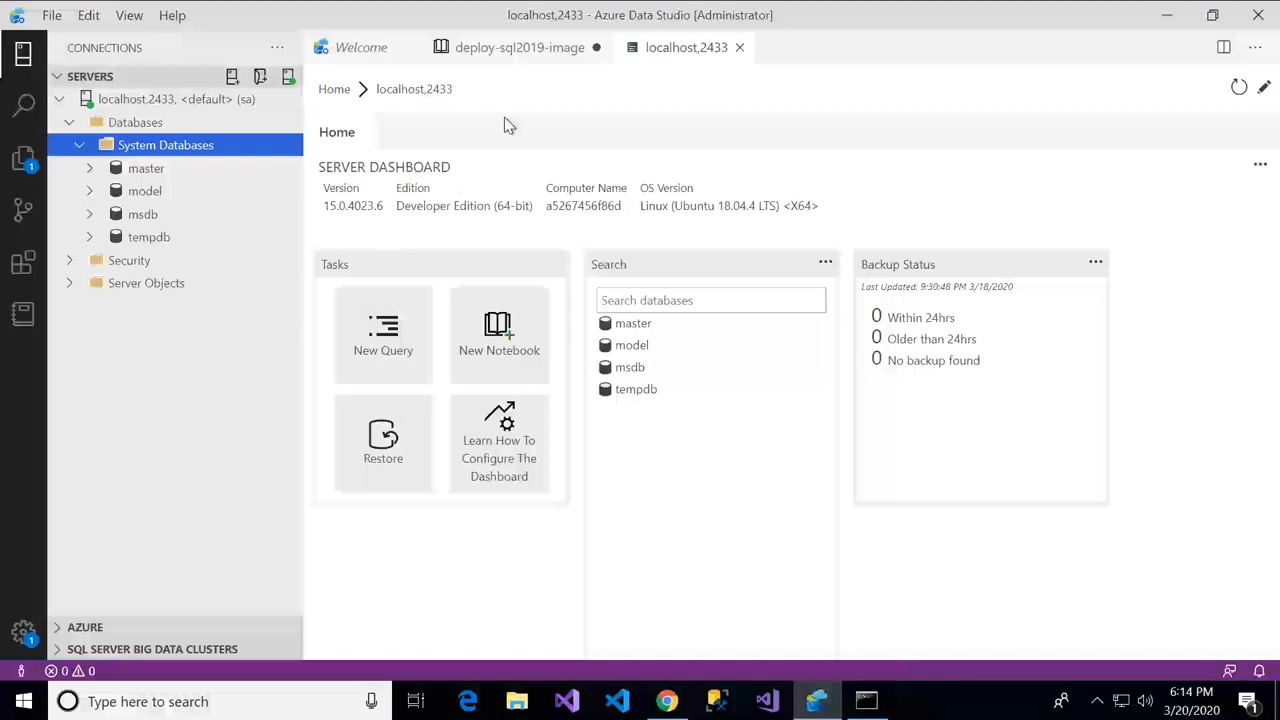 File Edit View Help
localhost,2433 - Azure Data Studio [Administrator]
CONNECTIONS
Welcome
deploy-sql2019-image
localhost,2433
SERVERS
localhost,2433, <default> (sa)
Databases
System Databases
master
model
msdb
tempdb
Security
Server Objects
AZURE
SQL SERVER BIG DATA CLUSTERS
Home
localhost,2433
Home
SERVER DASHBOARD
Version Edition Computer Name OS Version
15.0.4023.6 Developer Edition (64-bit) a5267456f86d Linux (Ubuntu 18.04.4 LTS) <X64>
Tasks
New Query
New Notebook
Restore
Learn How To
Configure The
Dashboard
Search
Search databases
master
model
msdb
tempdb
Backup Status
Last Updated: 9:30:48 PM 3/18/2020
0 Within 24hrs
0 Older than 24hrs
0 No backup found
1
1
0 0
Type here to search
6:14 PM
3/20/2020
1